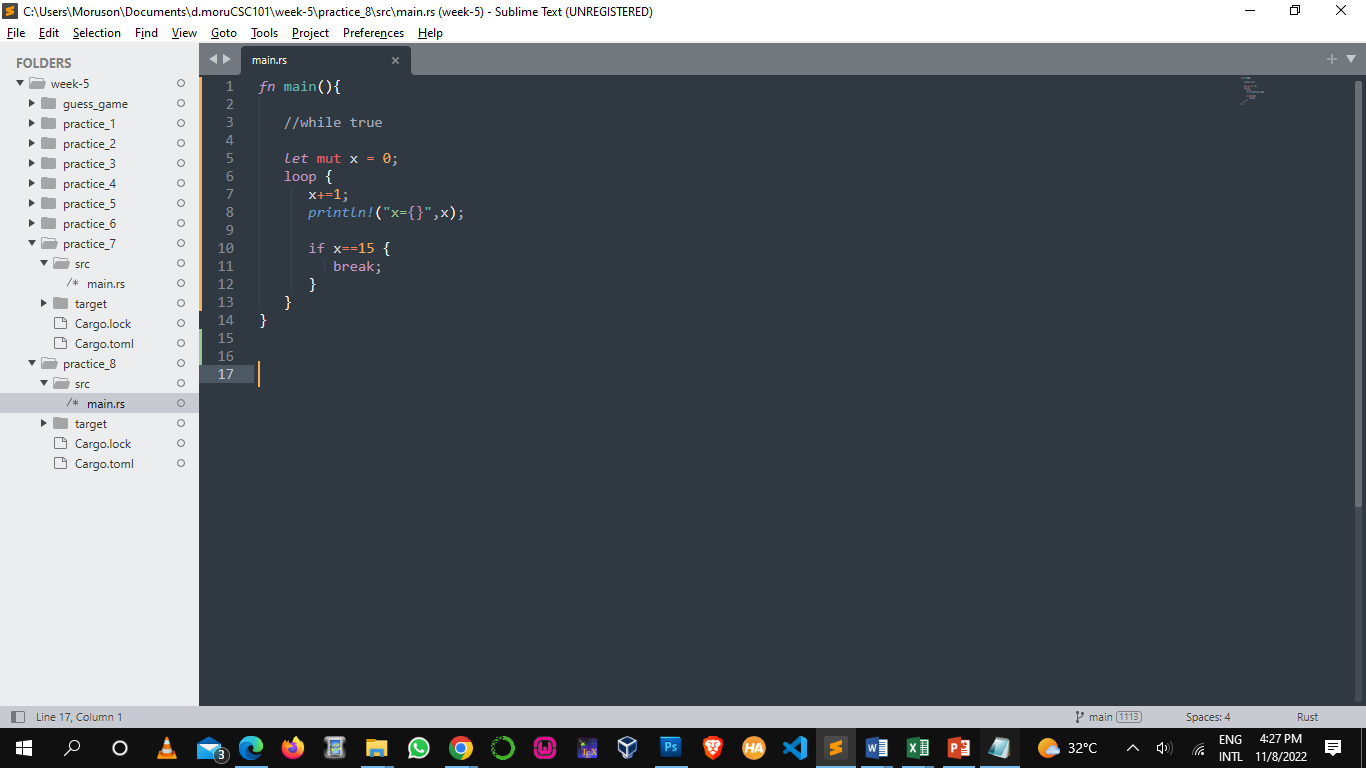 C:\Users\Moruson\Documents\d.moruCSC101\week-5\practice_8\src\main.rs (week-5) - Sublime Text (UNREGISTERED)
File Edit Selection Find View Goto Tools Project Preferences Help
FOLDERS
week-5
guess_game
practice_1
practice_2
practice_3
practice_4
practice_5
practice_6
practice_7
src
/* main.rs
target
Cargo.lock
Cargo.toml
practice_8
src
/* main.rs
target
Cargo.lock
Cargo.toml
main.rs
1 fn main(){
2
3 //while true
4
5 let mut x = 0;
6 loop {
7 x+=1;
8 println!("x={}",x);
9
10 if x==15 {
11 break;
12 }
13 }
14 }
15
16
17
Line 17, Column 1 main 1113 Spaces: 4 Rust
3 Ps HA 32°C ENG 4:27 PM
INTL 11/8/2022